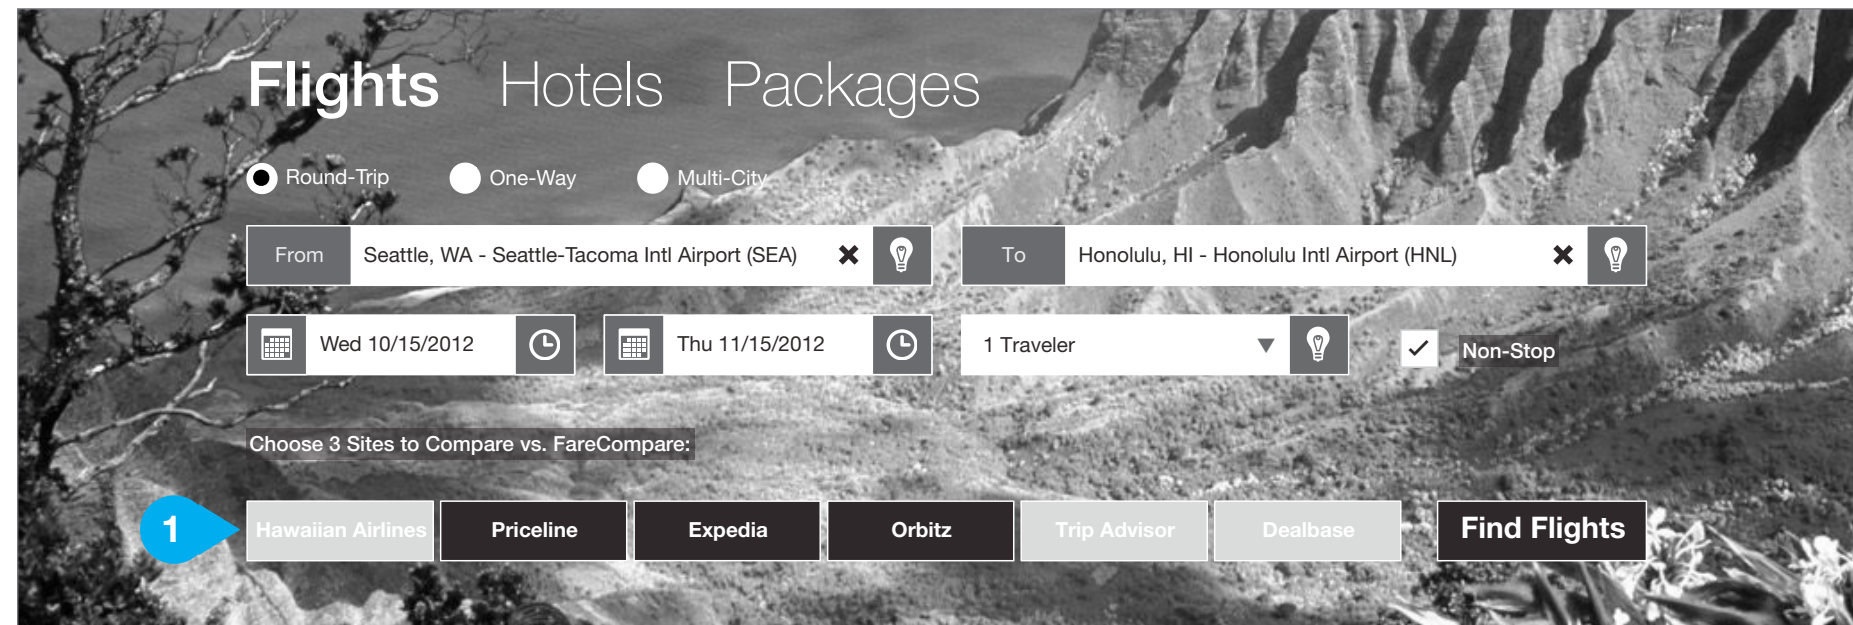 Flights Hotels Packages
Round-Trip One-Way Multi-City
From Seattle, WA - Seattle-Tacoma Intl Airport (SEA) To Honolulu, HI - Honolulu Intl Airport (HNL)
Wed 10/15/2012 Thu 11/15/2012 1 Traveler Non-Stop
Choose 3 Sites to Compare vs. FareCompare:
1 Hawaiian Airlines Priceline Expedia Orbitz Trip Advisor Dealbase Find Flights